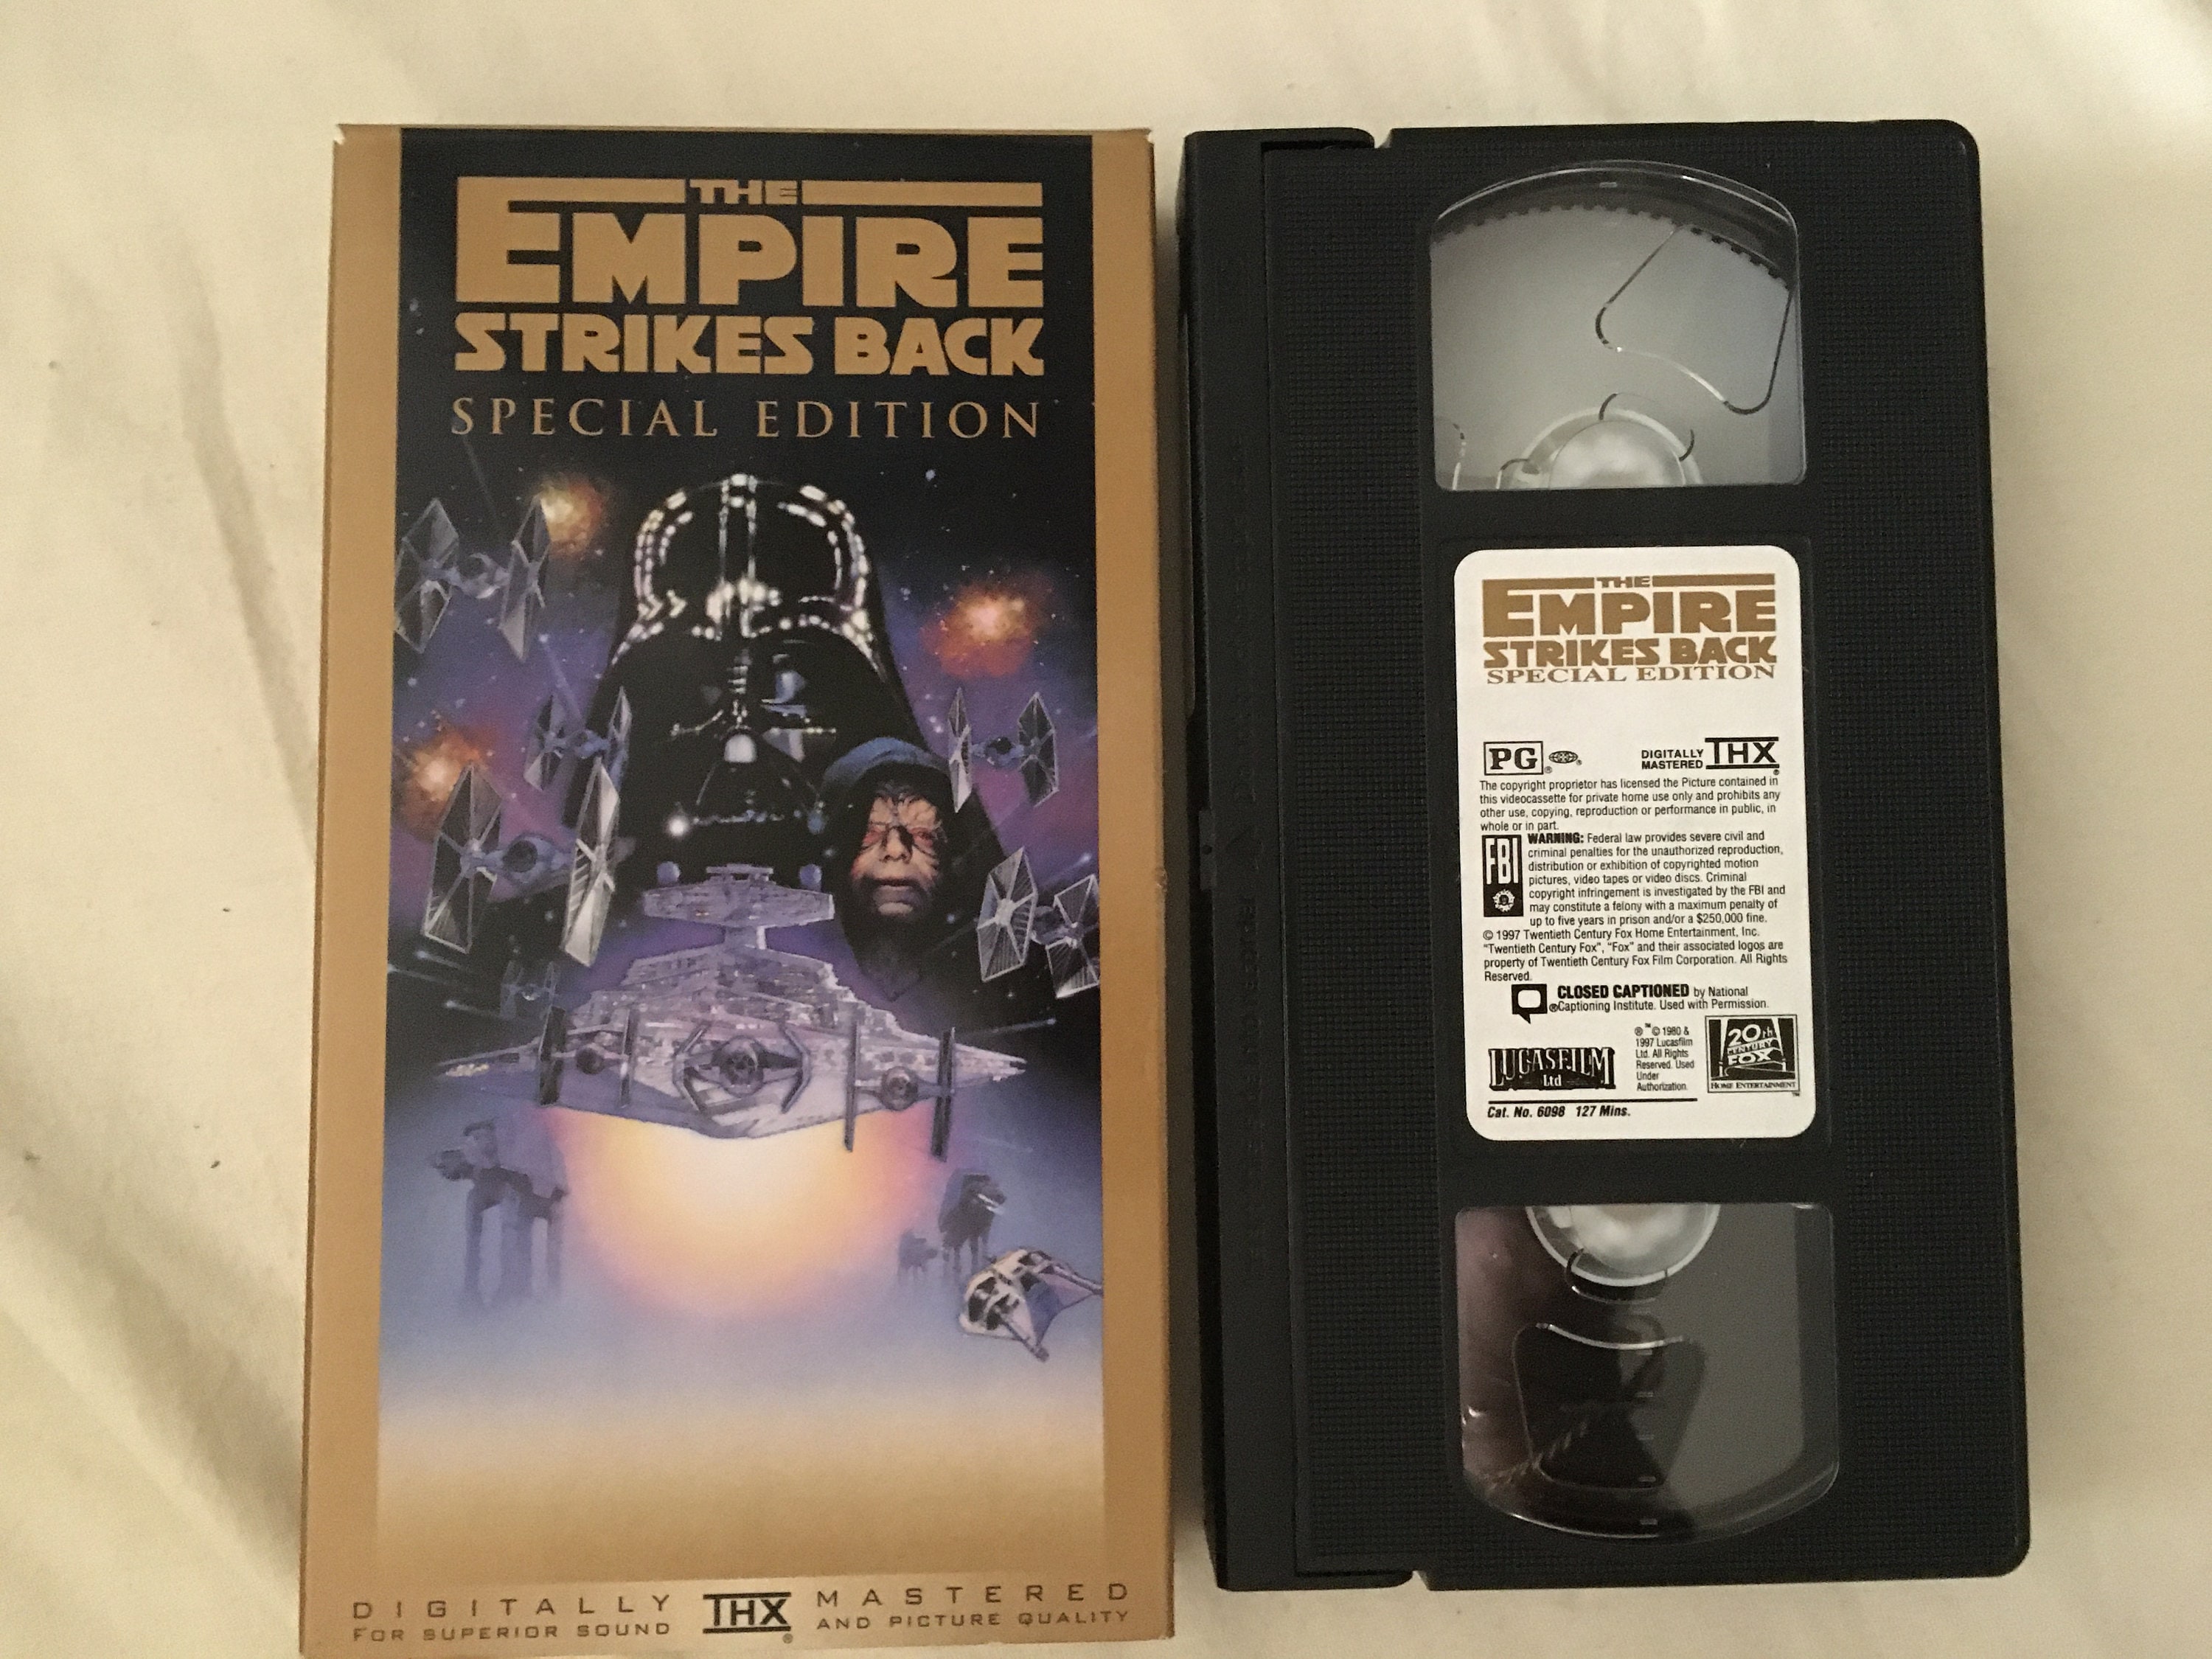 THE
EMPIRE
STRIKES BACK
SPECIAL EDITION
DIGITALLY THX MASTERED
FOR SUPERIOR SOUND ® AND PICTURE QUALITY
THE
EMPIRE
STRIKES BACK
SPECIAL EDITION
PG ® ® DIGITALLY MASTERED THX ®
The copyright proprietor has licensed the Picture contained in
this videocassette for private home use only and prohibits any
other use, copying, reproduction or performance in public, in
whole or in part.
FBI
WARNING: Federal law provides severe civil and
criminal penalties for the unauthorized reproduction,
distribution or exhibition of copyrighted motion
pictures, video tapes or video discs. Criminal
copyright infringement is investigated by the FBI and
may constitute a felony with a maximum penalty of
up to five years in prison and/or a $250,000 fine.
© 1997 Twentieth Century Fox Home Entertainment, Inc.
"Twentieth Century Fox", "Fox" and their associated logos are
property of Twentieth Century Fox Film Corporation. All Rights
Reserved.
CLOSED CAPTIONED by National
®Captioning Institute. Used with Permission.
LUCASFILM
Ltd
®™© 1980 &
1997 Lucasfilm
Ltd. All Rights
Reserved. Used
Under
Authorization.
20th
CENTURY
FOX
HOME ENTERTAINMENT
™
Cat. No. 6098 127 Mins.